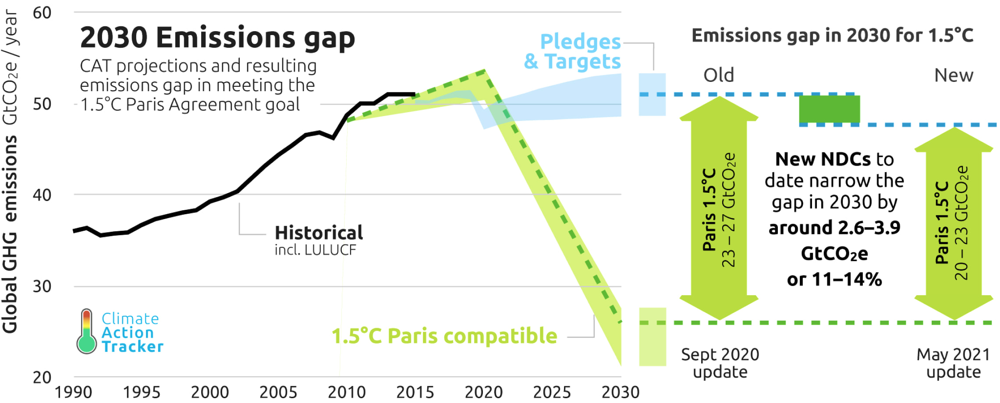 Global GHG emissions GtCO₂e / year
60
50
40
30
20
1990 1995 2000 2005 2010 2015 2020 2025 2030
2030 Emissions gap
CAT projections and resulting
emissions gap in meeting the
1.5°C Paris Agreement goal
Historical
incl. LULUCF
Climate
Action
Tracker
Pledges
& Targets
1.5°C Paris compatible
Emissions gap in 2030 for 1.5°C
Old
New
Paris 1.5°C
23 – 27 GtCO₂e
New NDCs to
date narrow the
gap in 2030 by
around 2.6–3.9
GtCO₂e
or 11–14%
Paris 1.5°C
20 – 23 GtCO₂e
Sept 2020
update
May 2021
update